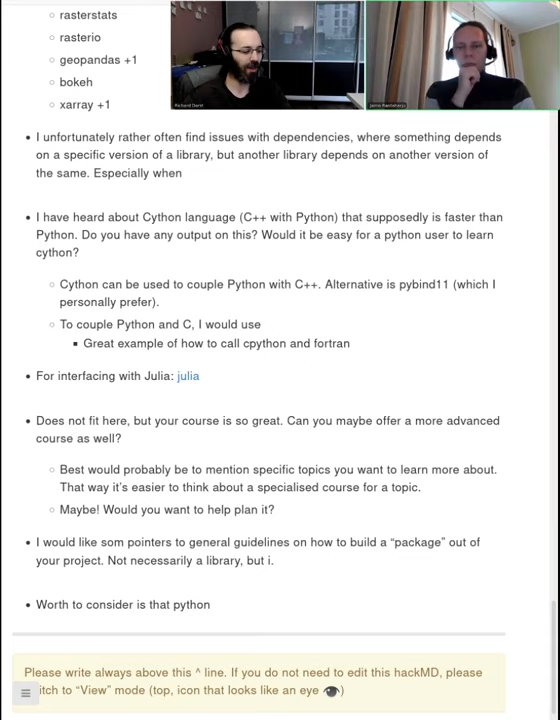 rasterstats
rasterio
geopandas +1
bokeh
xarray +1
Richard Darst
I unfortunately rather often find issues with dependencies, where something depends
on a specific version of a library, but another library depends on another version of
the same. Especially when
I have heard about Cython language (C++ with Python) that supposedly is faster than
Python. Do you have any output on this? Would it be easy for a python user to learn
cython?
Cython can be used to couple Python with C++. Alternative is pybind11 (which I
personally prefer).
To couple Python and C, I would use
Great example of how to call cpython and fortran
For interfacing with Julia: julia
Does not fit here, but your course is so great. Can you maybe offer a more advanced
course as well?
Best would probably be to mention specific topics you want to learn more about.
That way it's easier to think about a specialised course for a topic.
Maybe! Would you want to help plan it?
I would like som pointers to general guidelines on how to build a “package” out of
your project. Not necessarily a library, but i.
Worth to consider is that python
Please write always above this ^ line. If you do not need to edit this hackMD, please
itch to “View” mode (top, icon that looks like an eye 👁)